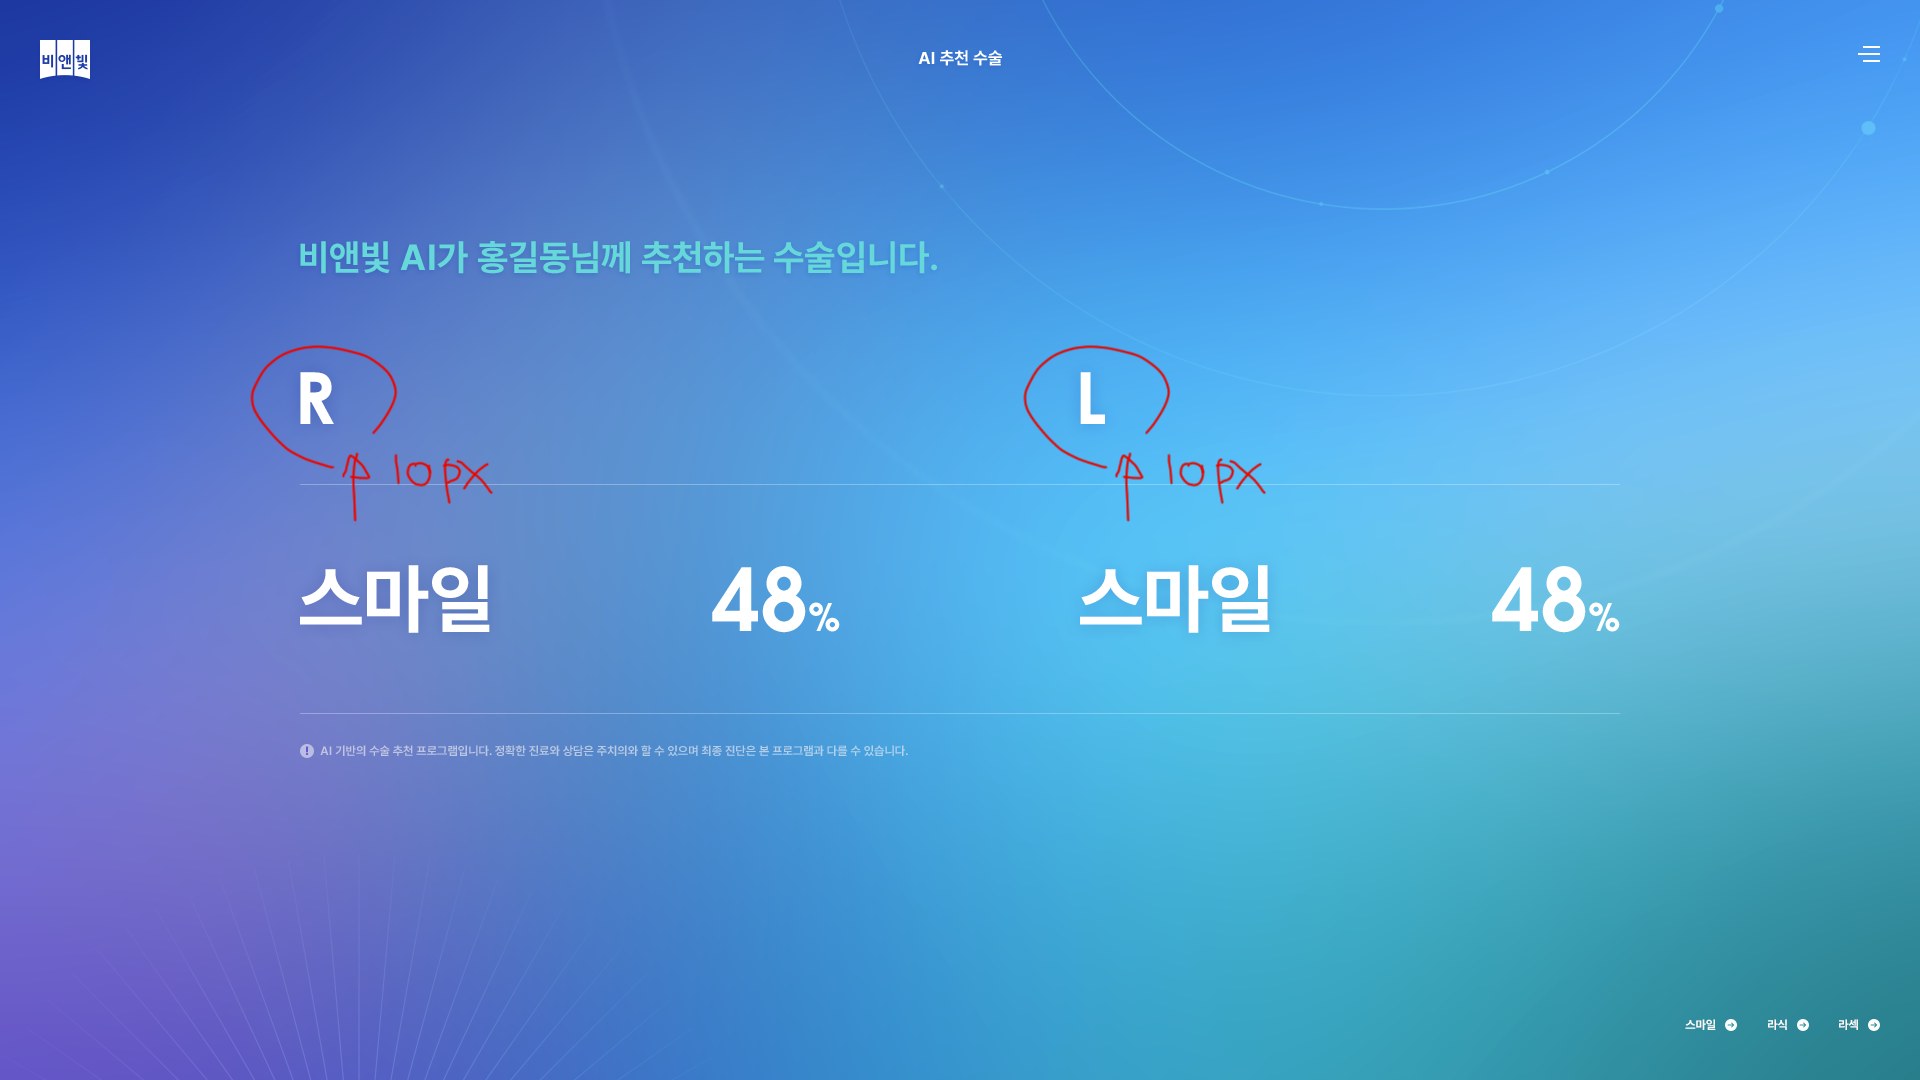 비앤빛
AI 추천 수술
비앤빛 AI가 홍길동님께 추천하는 수술입니다.
R
L
↑ 10px
↑ 10px
스마일 48%
스마일 48%
! AI 기반의 수술 추천 프로그램입니다. 정확한 진료와 상담은 주치의와 할 수 있으며 최종 진단은 본 프로그램과 다를 수 있습니다.
스마일
라식
라섹